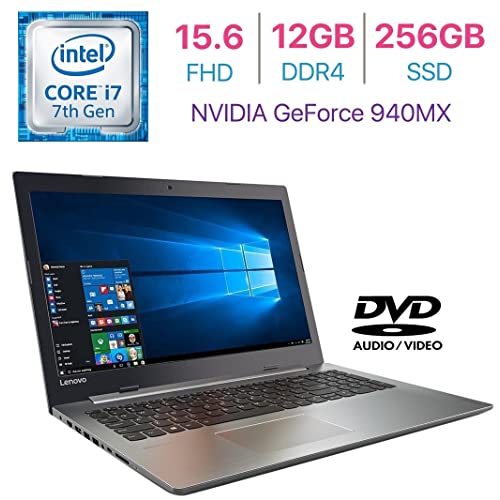 intel
CORE i7
7th Gen
15.6
FHD
12GB
DDR4
256GB
SSD
NVIDIA GeForce 940MX
Lenovo
DVD
AUDIO/VIDEO